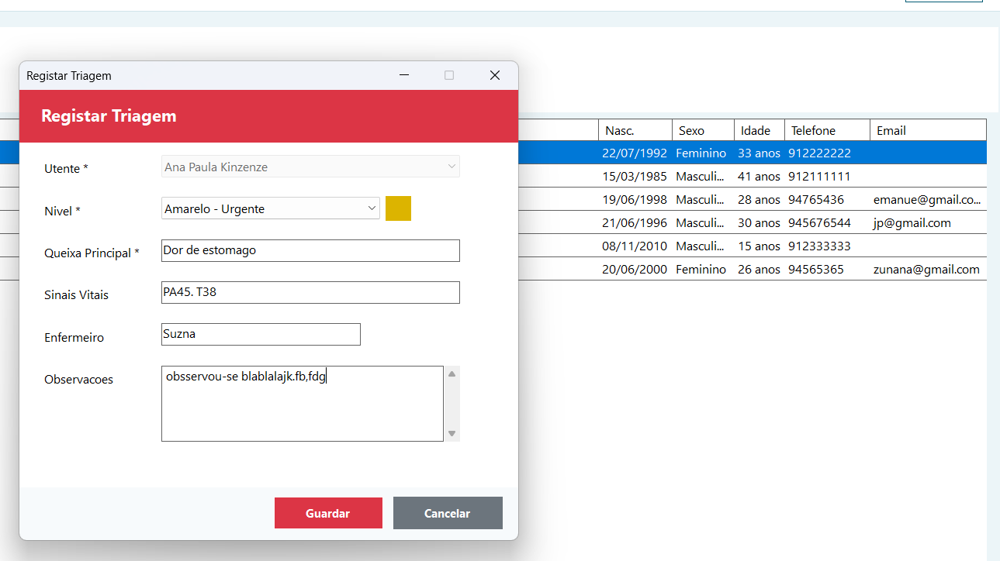 Registar Triagem
Registar Triagem
Utente * Ana Paula Kinzenze
Nivel * Amarelo - Urgente
Queixa Principal * Dor de estomago
Sinais Vitais PA45. T38
Enfermeiro Suzna
Observacoes obsservou-se blablalajk.fb,fdg
Guardar Cancelar
Nasc. Sexo Idade Telefone Email
22/07/1992 Feminino 33 anos 912222222
15/03/1985 Masculi... 41 anos 912111111
19/06/1998 Masculi... 28 anos 94765436 emanue@gmail.co...
21/06/1996 Masculi... 30 anos 945676544 jp@gmail.com
08/11/2010 Masculi... 15 anos 912333333
20/06/2000 Feminino 26 anos 94565365 zunana@gmail.com